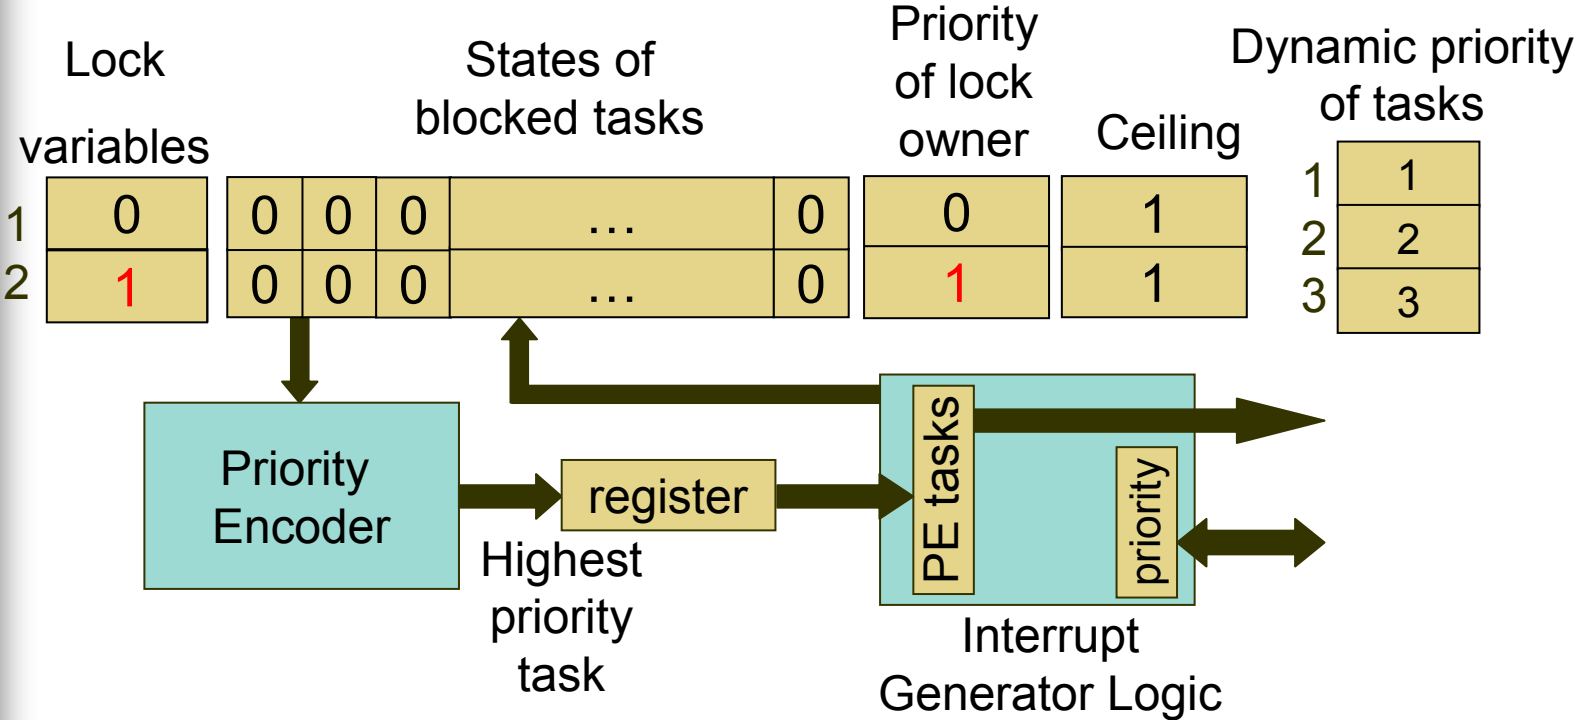 Lock
variables
States of
blocked tasks
Priority
of lock
owner
Ceiling
Dynamic priority
of tasks
1 0 0 0 0 … 0 0 1
2 1 0 0 0 … 0 1 1
1 1
2 2
3 3
Priority
Encoder
register
Highest
priority
task
PE tasks
priority
Interrupt
Generator Logic